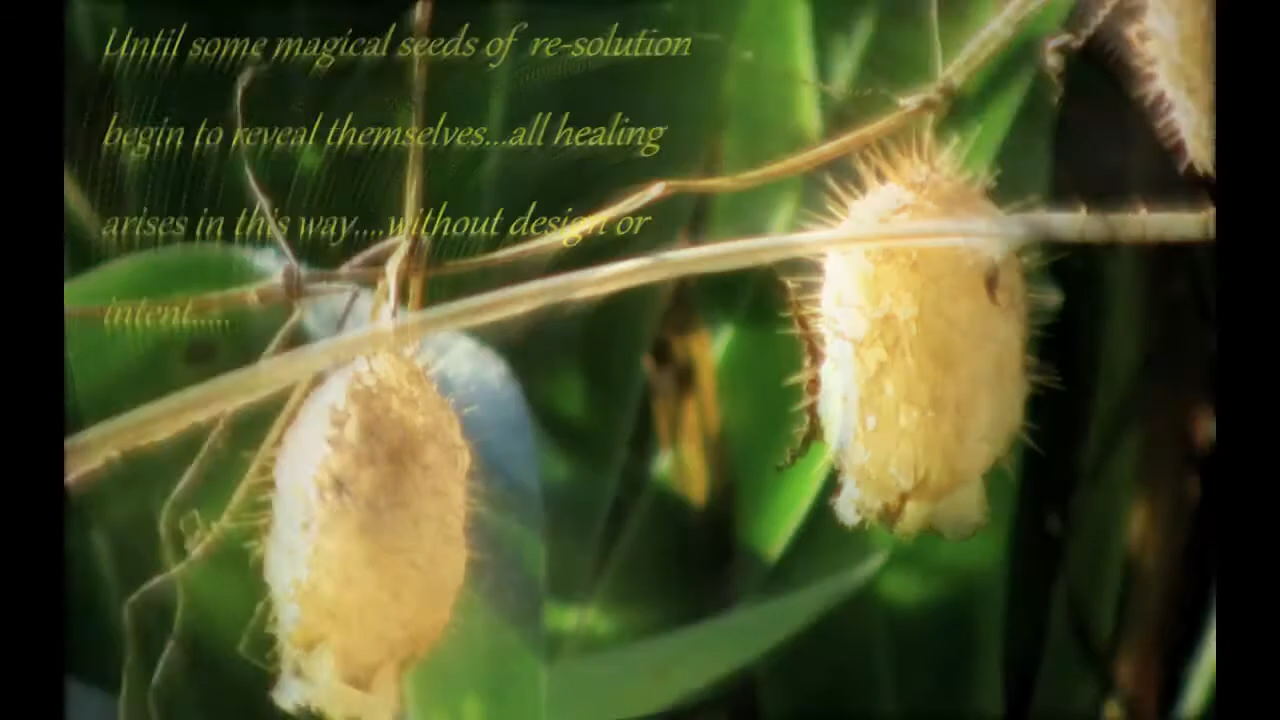 Until some magical seeds of re-solution
begin to reveal themselves...all healing
arises in this way....without design or
intent.....